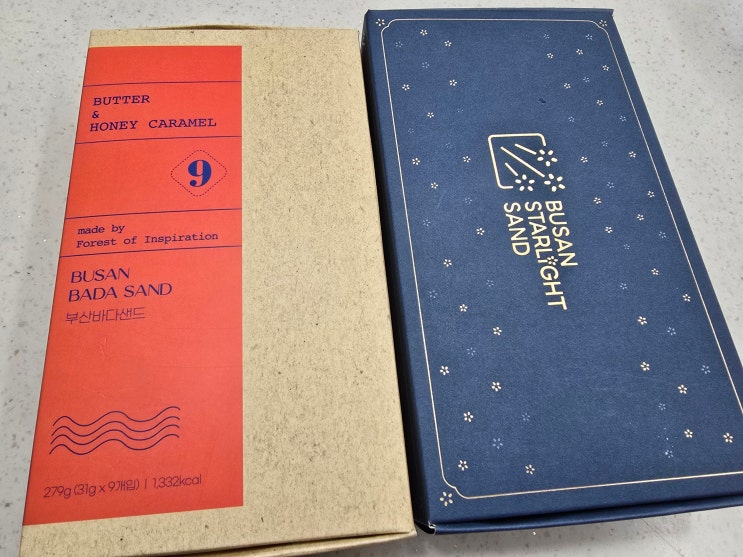 BUTTER
&
HONEY CARAMEL
9
made by
Forest of Inspiration
BUSAN
BADA SAND
부산바다샌드
279g (31g x 9개입) | 1,332kcal
BUSAN
STARLIGHT
SAND